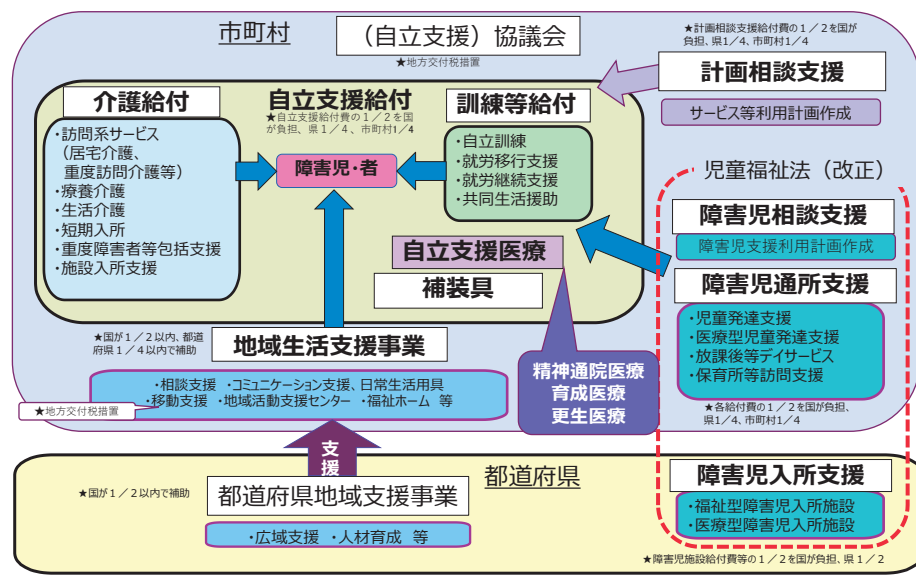 市町村
（自立支援）協議会
★地方交付税措置
★計画相談支援給付費の１／２を国が
負担、県1／4、市町村1／4
計画相談支援
サービス等利用計画作成
介護給付
・訪問系サービス
（居宅介護、
重度訪問介護等）
・療養介護
・生活介護
・短期入所
・重度障害者等包括支援
・施設入所支援
自立支援給付
★自立支援給付費の１／２を国
が負担、県１／４、市町村1／4
障害児・者
訓練等給付
・自立訓練
・就労移行支援
・就労継続支援
・共同生活援助
自立支援医療
補装具
児童福祉法（改正）
障害児相談支援
障害児支援利用計画作成
障害児通所支援
・児童発達支援
・医療型児童発達支援
・放課後等デイサービス
・保育所等訪問支援
★各給付費の１／２を国が負担、
県1／4、市町村1／4
精神通院医療
育成医療
更生医療
★国が１／２以内、都道
府県１／４以内で補助
地域生活支援事業
・相談支援　・コミュニケーション支援、日常生活用具
・移動支援　・地域活動支援センター　・福祉ホーム　等
★地方交付税措置
支援
都道府県
★国が１／２以内で補助
都道府県地域支援事業
・広域支援　・人材育成　等
障害児入所支援
・福祉型障害児入所施設
・医療型障害児入所施設
★障害児施設給付費等の１／２を国が負担、県１／２